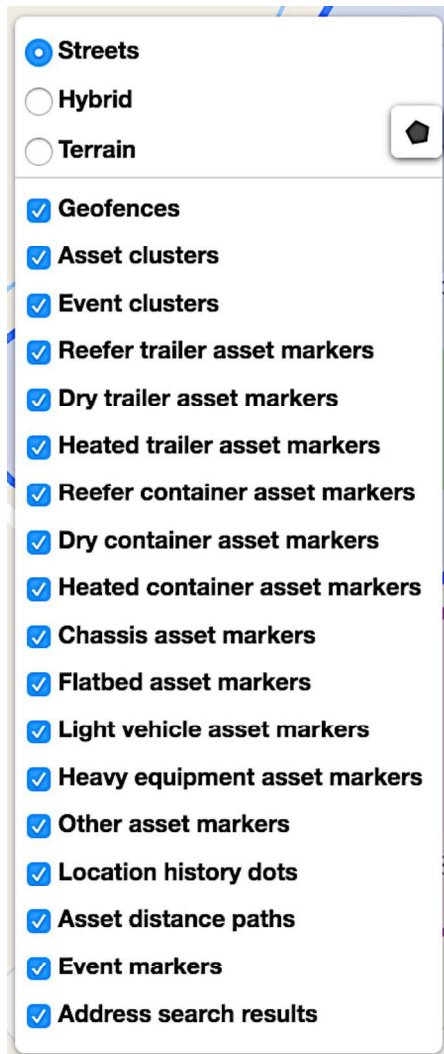 Streets
Hybrid
Terrain
Geofences
Asset clusters
Event clusters
Reefer trailer asset markers
Dry trailer asset markers
Heated trailer asset markers
Reefer container asset markers
Dry container asset markers
Heated container asset markers
Chassis asset markers
Flatbed asset markers
Light vehicle asset markers
Heavy equipment asset markers
Other asset markers
Location history dots
Asset distance paths
Event markers
Address search results